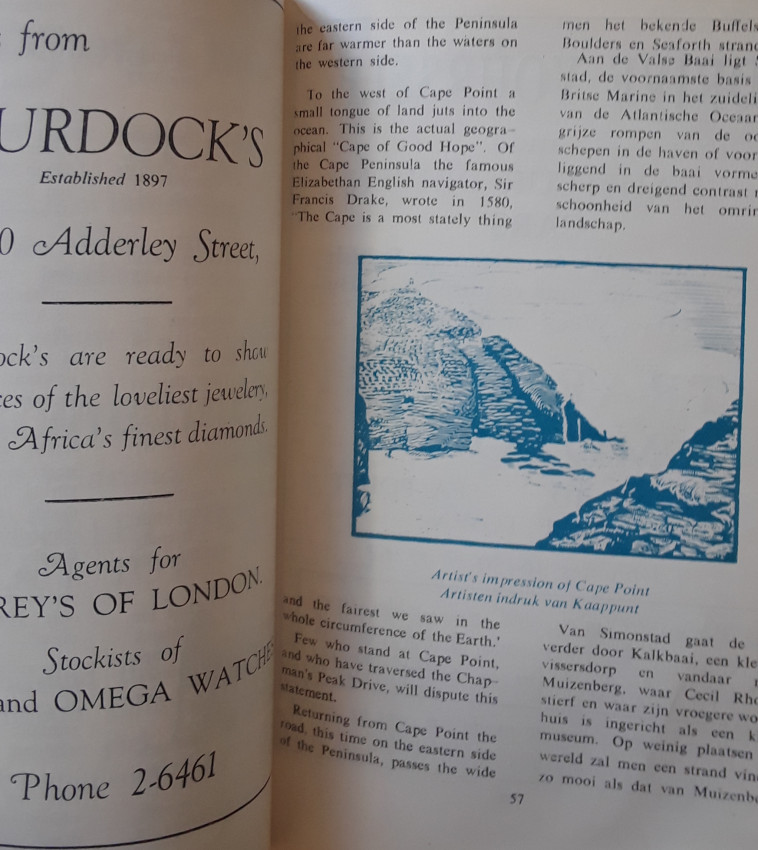 from
URDOCK'S
Established 1897
0 Adderley Street,
ock's are ready to show
es of the loveliest jewelery,
Africa's finest diamonds.
Agents for
REY'S OF LONDON.
Stockists of
and OMEGA WATCHES
Phone 2-6461
the eastern side of the Peninsula
are far warmer than the waters on
the western side.
To the west of Cape Point a
small tongue of land juts into the
ocean. This is the actual geogra-
phical "Cape of Good Hope". Of
the Cape Peninsula the famous
Elizabethan English navigator, Sir
Francis Drake, wrote in 1580,
'The Cape is a most stately thing
men het bekende Buffels
Boulders en Seaforth strand
Aan de Valse Baai ligt S
stad, de voornaamste basis
Britse Marine in het zuideli
van de Atlantische Oceaan
grijze rompen van de oo
schepen in de haven of voor
liggend in de baai vorme
scherp en dreigend contrast
schoonheid van het omrin
landschap.
Artist's impression of Cape Point
Artisten indruk van Kaappunt
and the fairest we saw in the
whole circumference of the Earth.'
Few who stand at Cape Point,
and who have traversed the Chap-
man's Peak Drive, will dispute this
statement.
Returning from Cape Point the
road, this time on the eastern side
of the Peninsula, passes the wide
Van Simonstad gaat de
verder door Kalkbaai, een kle
vissersdorp en vandaar
Muizenberg, waar Cecil Rho
stierf en waar zijn vroegere wo
huis is ingericht als een k
museum. Op weinig plaatsen
wereld zal men een strand vin
zo mooi als dat van Muizenbe
57